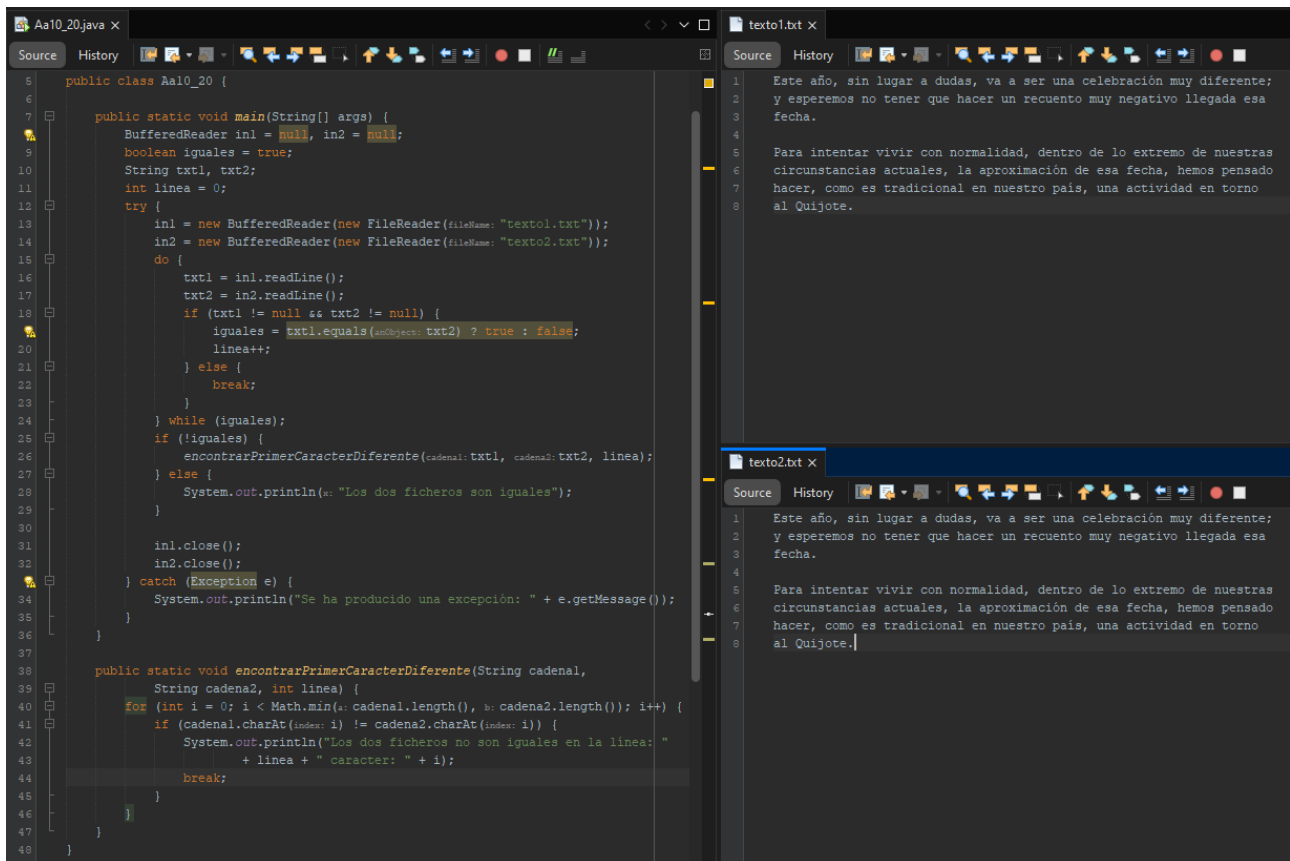 Aa10_20.java
Source History
5 public class Aa10_20 {
6
7 public static void main(String[] args) {
BufferedReader in1 = null, in2 = null;
9 boolean iguales = true;
10 String txt1, txt2;
11 int linea = 0;
12 try {
13 in1 = new BufferedReader(new FileReader(fileName: "texto1.txt"));
14 in2 = new BufferedReader(new FileReader(fileName: "texto2.txt"));
15 do {
16 txt1 = in1.readLine();
17 txt2 = in2.readLine();
18 if (txt1 != null && txt2 != null) {
iguales = txt1.equals(anObject: txt2) ? true : false;
20 linea++;
21 } else {
22 break;
23 }
24 } while (iguales);
25 if (!iguales) {
26 encontrarPrimerCaracterDiferente(cadena1: txt1, cadena2: txt2, linea);
27 } else {
28 System.out.println(x: "Los dos ficheros son iguales");
29 }
30
31 in1.close();
32 in2.close();
} catch (Exception e) {
34 System.out.println("Se ha producido una excepción: " + e.getMessage());
35 }
36 }
37
38 public static void encontrarPrimerCaracterDiferente(String cadena1,
39 String cadena2, int linea) {
40 for (int i = 0; i < Math.min(a: cadena1.length(), b: cadena2.length()); i++) {
41 if (cadena1.charAt(index: i) != cadena2.charAt(index: i)) {
42 System.out.println("Los dos ficheros no son iguales en la línea: "
43 + linea + " caracter: " + i);
44 break;
45 }
46 }
47 }
48 }
texto1.txt
Source History
1 Este año, sin lugar a dudas, va a ser una celebración muy diferente;
2 y esperemos no tener que hacer un recuento muy negativo llegada esa
3 fecha.
4
5 Para intentar vivir con normalidad, dentro de lo extremo de nuestras
6 circunstancias actuales, la aproximación de esa fecha, hemos pensado
7 hacer, como es tradicional en nuestro país, una actividad en torno
8 al Quijote.
texto2.txt
Source History
1 Este año, sin lugar a dudas, va a ser una celebración muy diferente;
2 y esperemos no tener que hacer un recuento muy negativo llegada esa
3 fecha.
4
5 Para intentar vivir con normalidad, dentro de lo extremo de nuestras
6 circunstancias actuales, la aproximación de esa fecha, hemos pensado
7 hacer, como es tradicional en nuestro país, una actividad en torno
8 al Quijote.